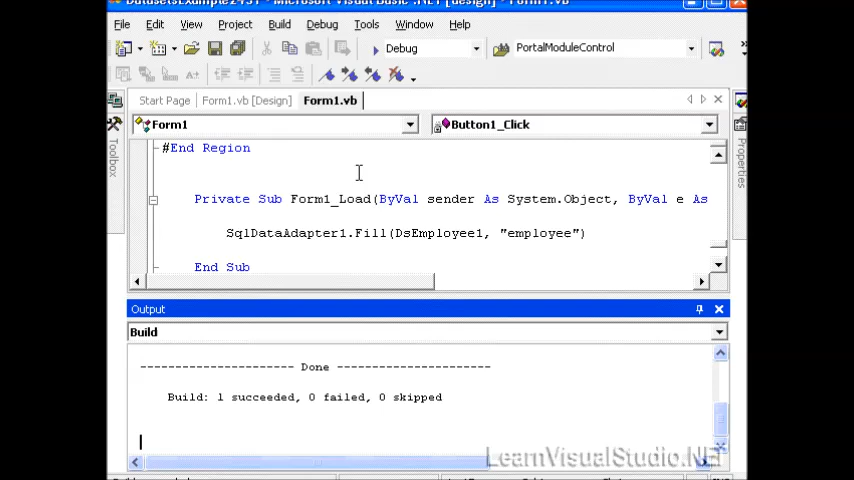 Microsoft Visual Basic .NET [design]
File Edit View Project Build Debug Tools Window Help
Debug PortalModuleControl
Start Page Form1.vb [Design] Form1.vb
Form1 Button1_Click
Toolbox
Properties
#End Region
Private Sub Form1_Load(ByVal sender As System.Object, ByVal e As
SqlDataAdapter1.Fill(DsEmployee1, "employee")
End Sub
Output
Build
---------------------- Done ----------------------
Build: 1 succeeded, 0 failed, 0 skipped
LearnVisualStudio.NET